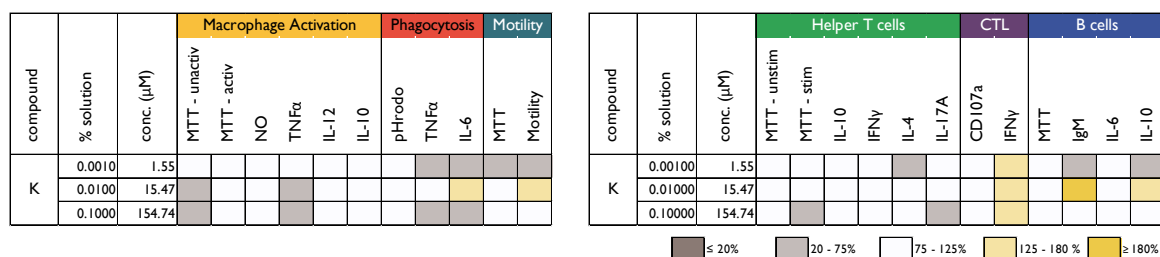 Macrophage Activation Phagocytosis Motility
compound % solution conc. (µM) MTT - unactiv MTT - activ NO TNFα IL-12 IL-10 pHrodo TNFα IL-6 MTT Motility
0.0010 1.55
K 0.0100 15.47
0.1000 154.74
Helper T cells CTL B cells
compound % solution conc. (µM) MTT - unstim MTT - stim IL-10 IFNγ IL-4 IL-17A CD107a IFNγ MTT IgM IL-6 IL-10
0.00100 1.55
K 0.01000 15.47
0.10000 154.74
≤ 20% 20 - 75% 75 - 125% 125 - 180 % ≥ 180%